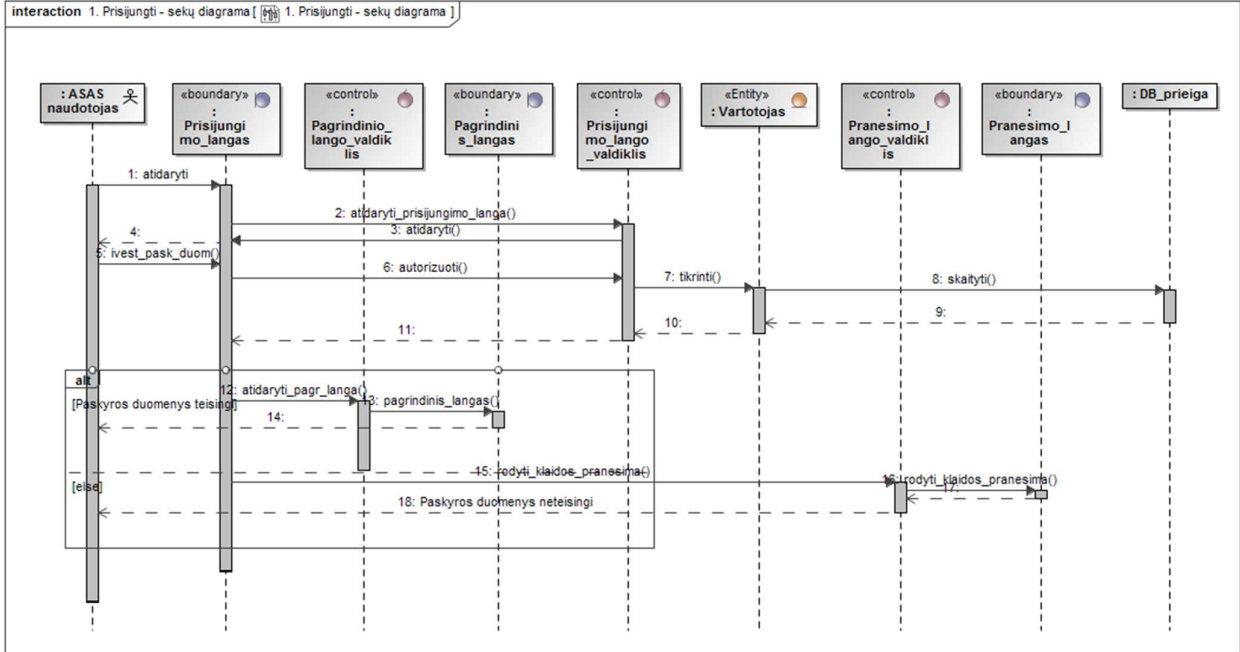 interaction 1. Prisijungti - sekų diagrama [ 1. Prisijungti - sekų diagrama ]
: ASAS
naudotojas
«boundary»
:
Prisijungi
mo_langas
«control»
:
Pagrindinio_
lango_valdik
lis
«boundary»
:
Pagrindini
s_langas
«control»
:
Prisijungi
mo_lango
_valdiklis
«Entity»
: Vartotojas
«control»
:
Pranesimo_l
ango_valdikl
is
«boundary»
:
Pranesimo_l
angas
: DB_prieiga
1: atidaryti
2: atidaryti_prisijungimo_langa()
3: atidaryti()
4:
5: ivest_pask_duom()
6: autorizuoti()
7: tikrinti()
8: skaityti()
9:
10:
11:
alt
12: atidaryti_pagr_langa()
[Paskyros duomenys teisingi]
13: pagrindinis_langas()
14:
15: rodyti_klaidos_pranesima()
[else]
16: rodyti_klaidos_pranesima()
17:
18: Paskyros duomenys neteisingi